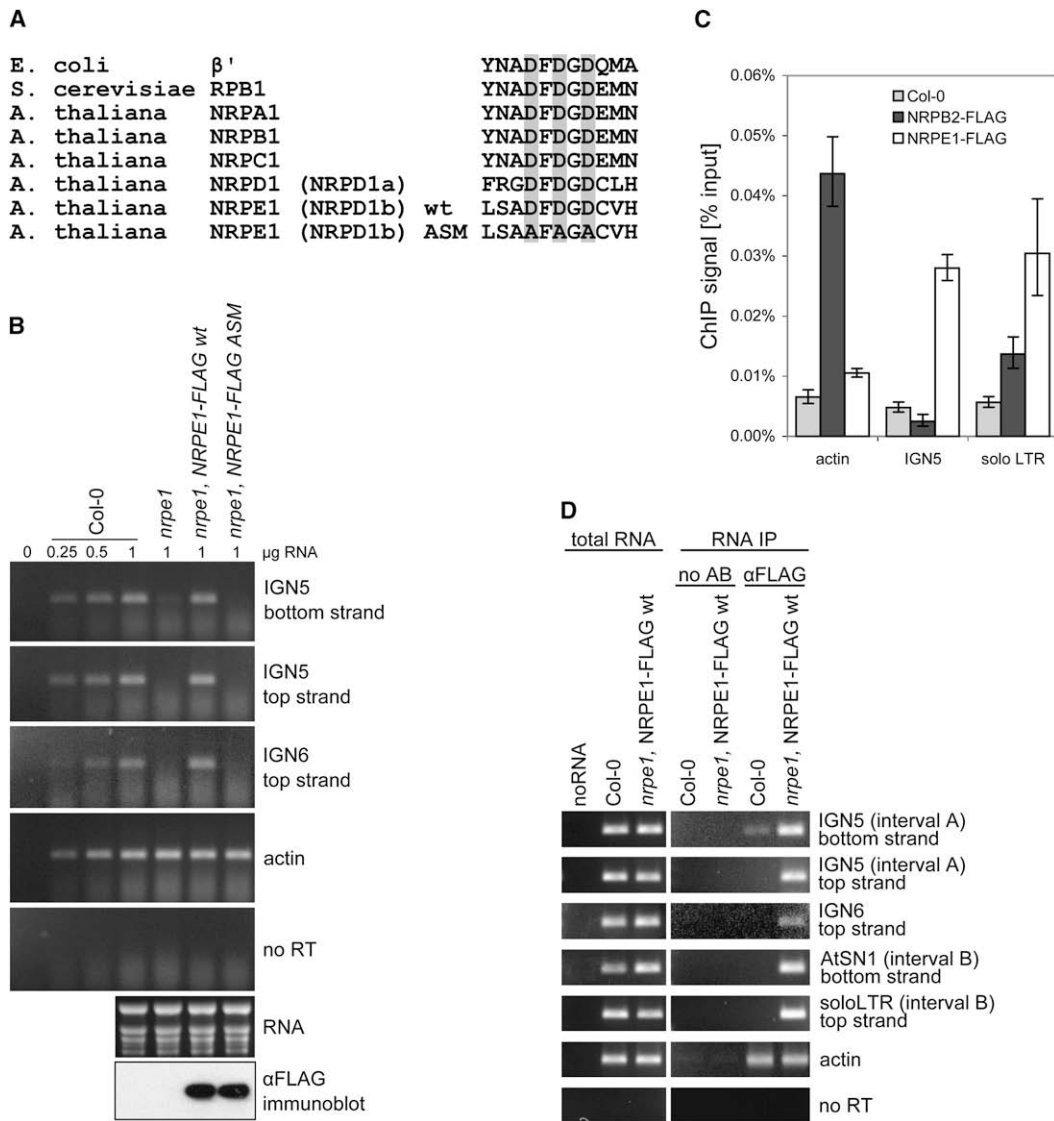 A
E. coli β' YNADFDGDQMA
S. cerevisiae RPB1 YNADFDGDEMN
A. thaliana NRPA1 YNADFDGDEMN
A. thaliana NRPB1 YNADFDGDEMN
A. thaliana NRPC1 YNADFDGDEMN
A. thaliana NRPD1 (NRPD1a) FRGDFDGDCLH
A. thaliana NRPE1 (NRPD1b) wt LSADFDGDCVH
A. thaliana NRPE1 (NRPD1b) ASM LSAAFAGACVH
B
Col-0
nrpe1
nrpe1, NRPE1-FLAG wt
nrpe1, NRPE1-FLAG ASM
0 0.25 0.5 1 1 1 1 µg RNA
IGN5
bottom strand
IGN5
top strand
IGN6
top strand
actin
no RT
RNA
αFLAG
immunoblot
C
ChIP signal [% input]
0.06%
0.05%
0.04%
0.03%
0.02%
0.01%
0.00%
Col-0
NRPB2-FLAG
NRPE1-FLAG
actin IGN5 solo LTR
D
total RNA RNA IP
no AB αFLAG
noRNA
Col-0
nrpe1, NRPE1-FLAG wt
Col-0
nrpe1, NRPE1-FLAG wt
Col-0
nrpe1, NRPE1-FLAG wt
IGN5 (interval A)
bottom strand
IGN5 (interval A)
top strand
IGN6
top strand
AtSN1 (interval B)
bottom strand
soloLTR (interval B)
top strand
actin
no RT